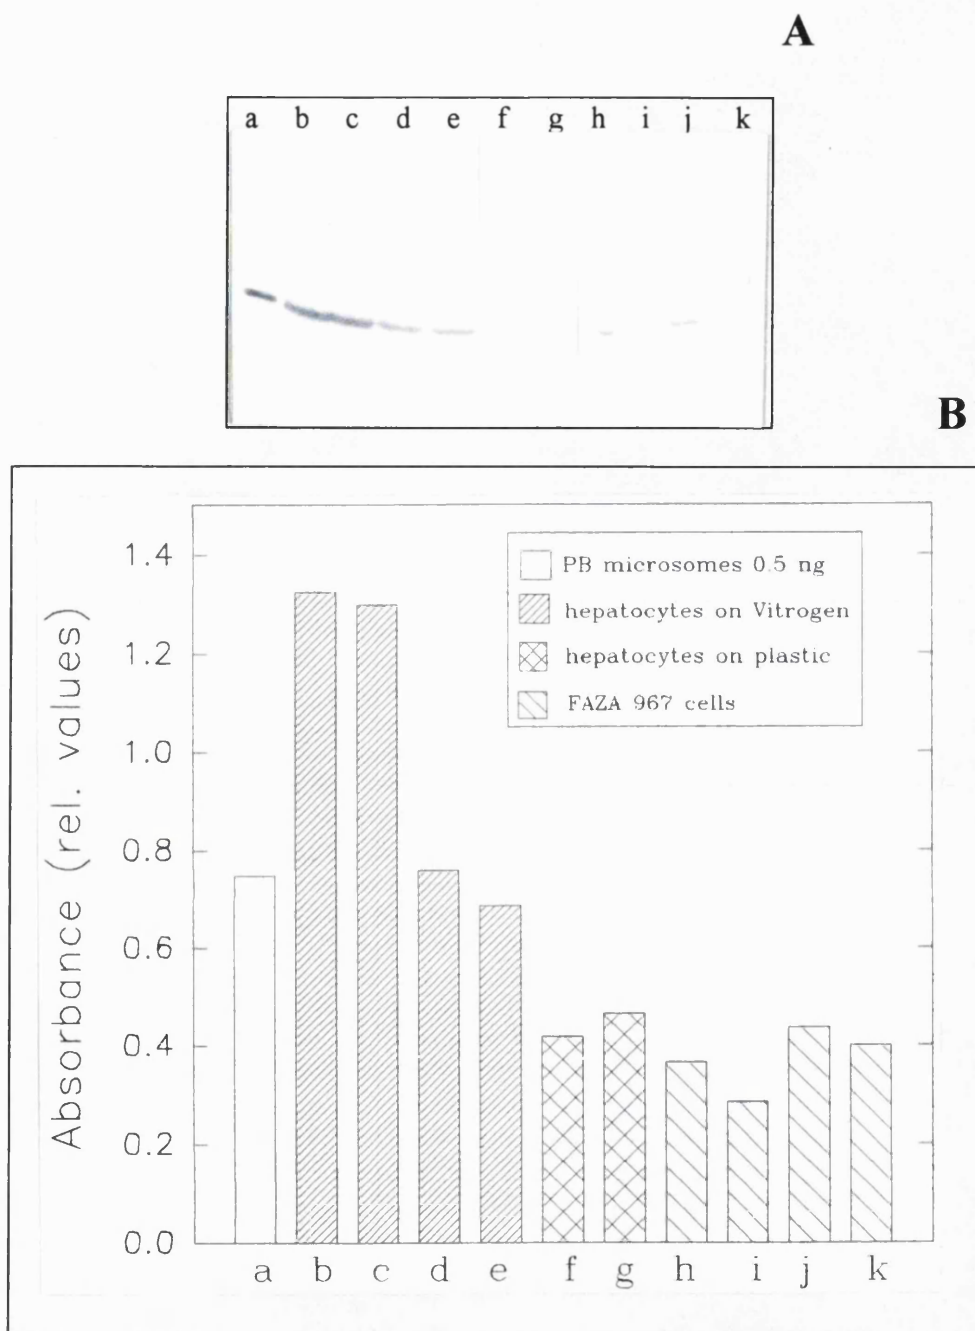 A
a b c d e f g h i j k
B
1.4
1.2
1.0
0.8
0.6
0.4
0.2
0.0
Absorbance (rel. values)
PB microsomes 0.5 ng
hepatocytes on Vitrogen
hepatocytes on plastic
FAZA 967 cells
a b c d e f g h i j k